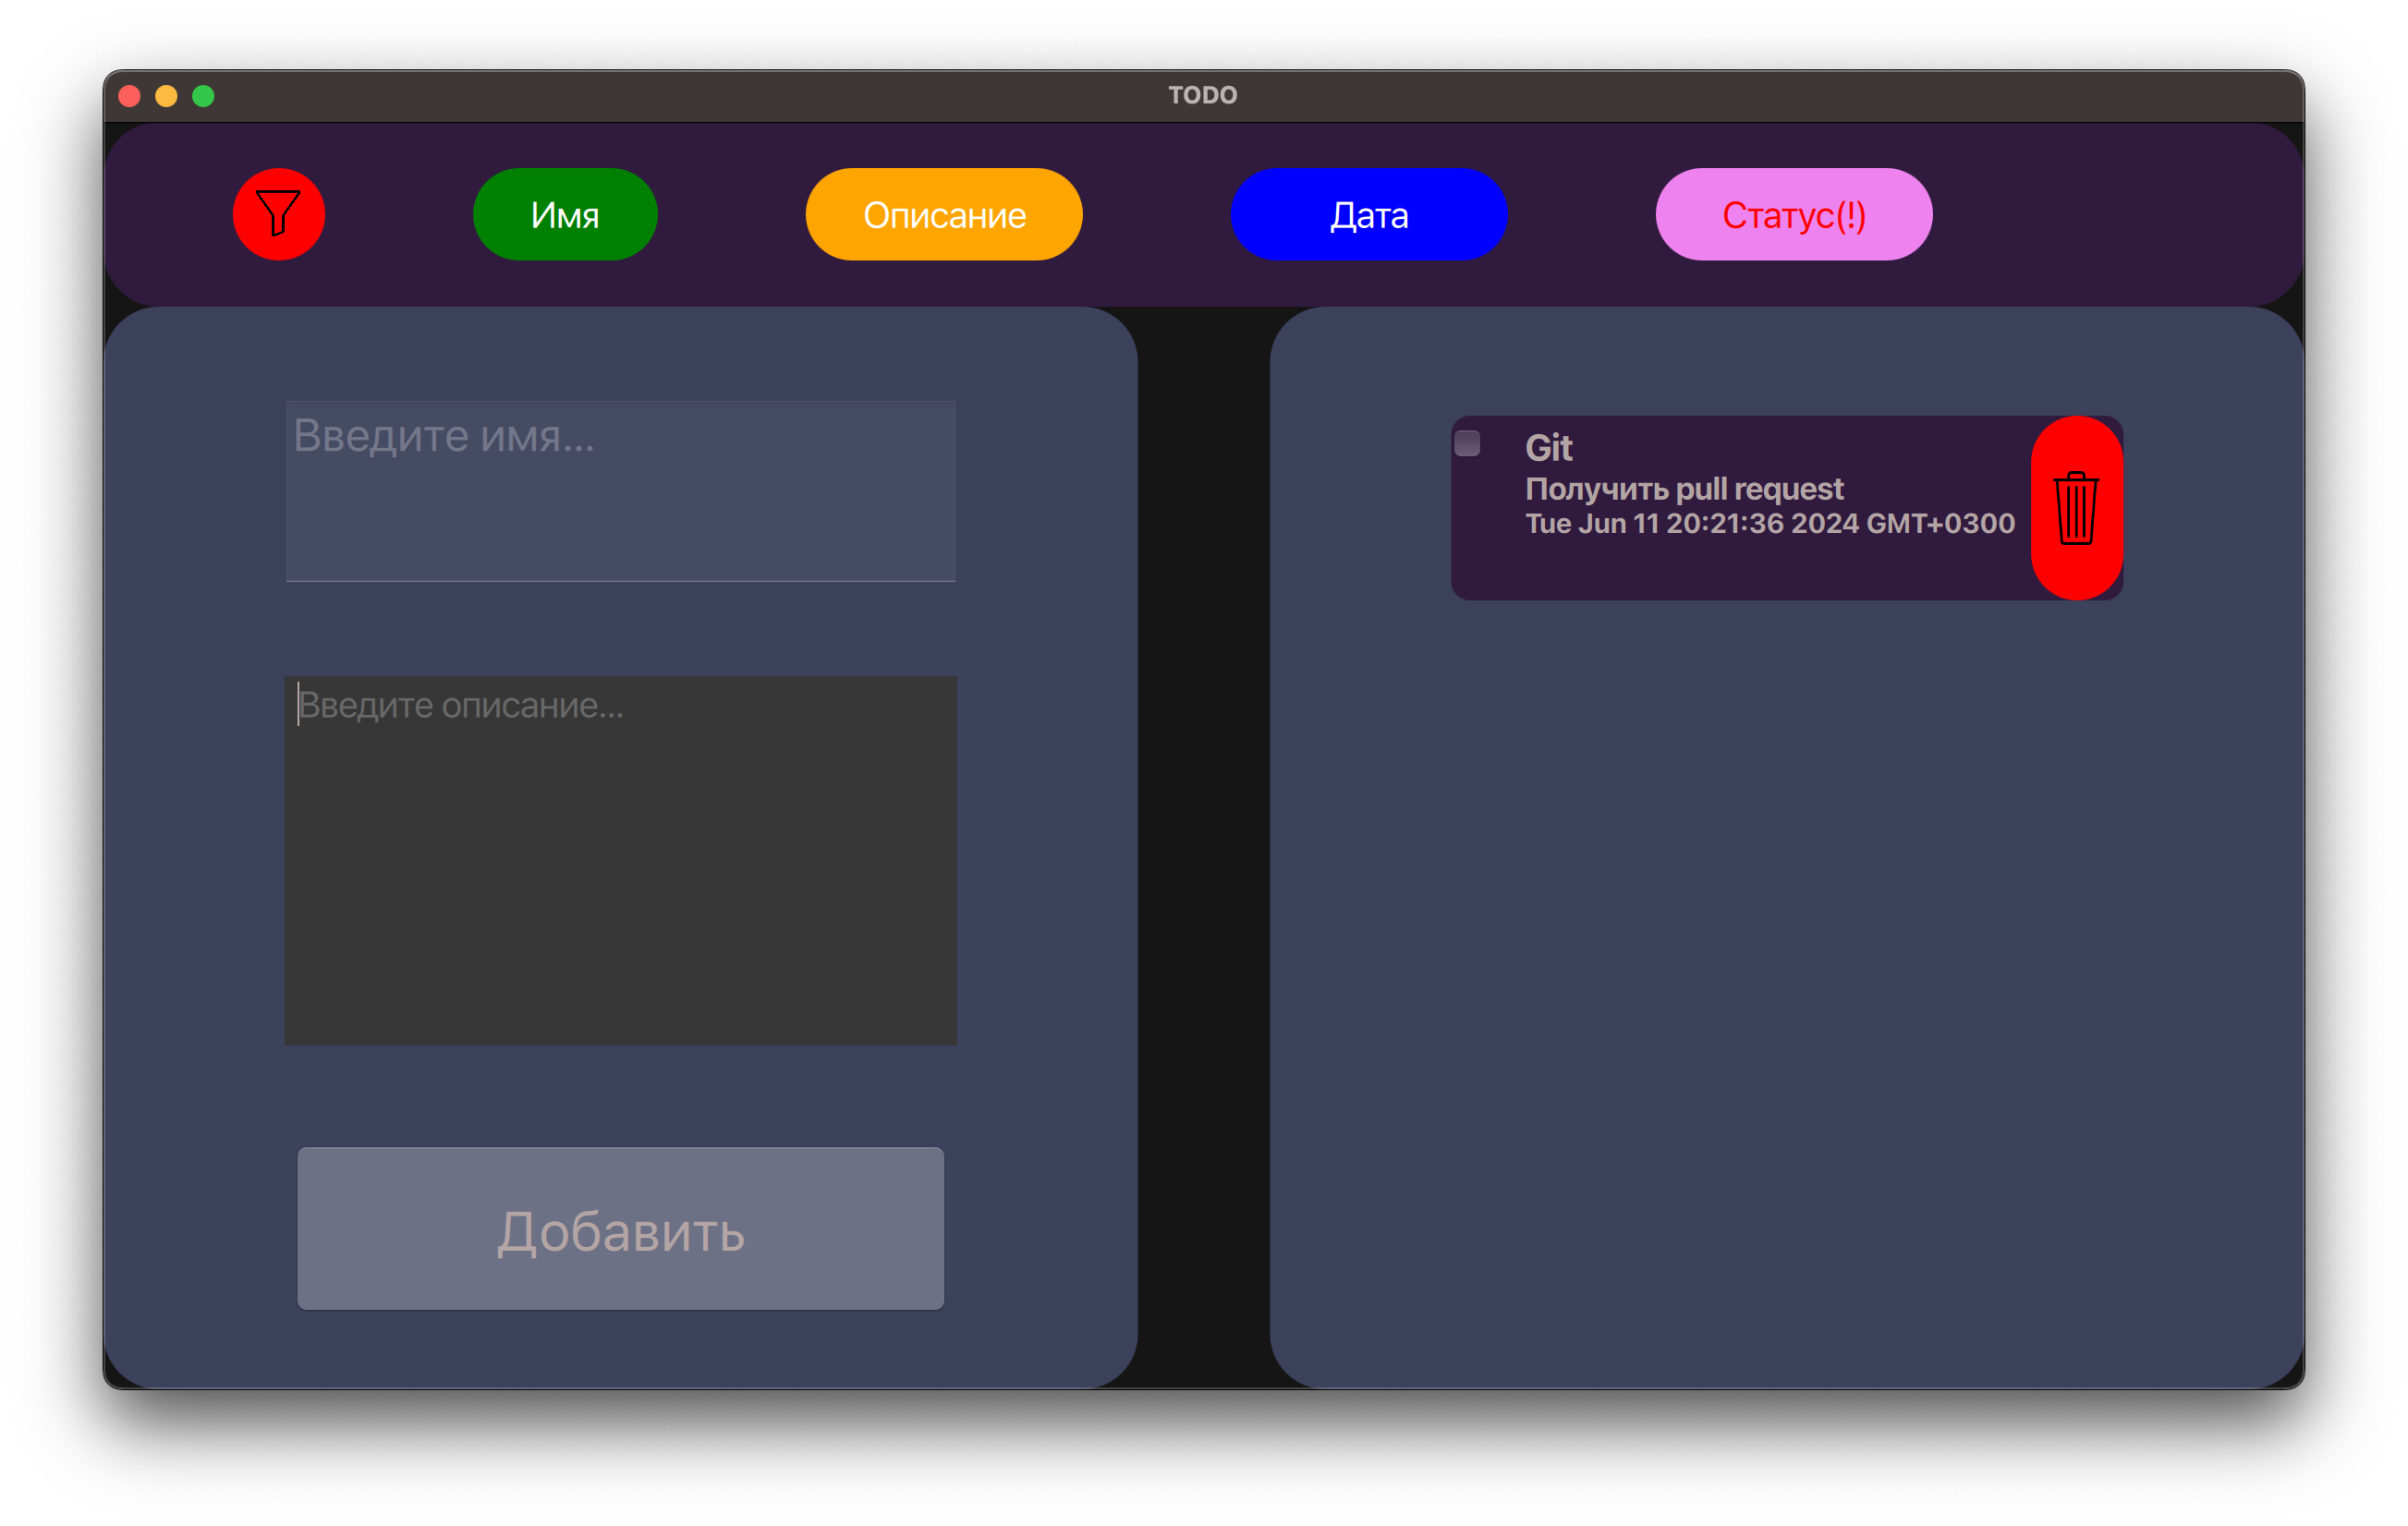 TODO
Имя
Описание
Дата
Статус(!)
Введите имя...
Введите описание...
Добавить
Git
Получить pull request
Tue Jun 11 20:21:36 2024 GMT+0300